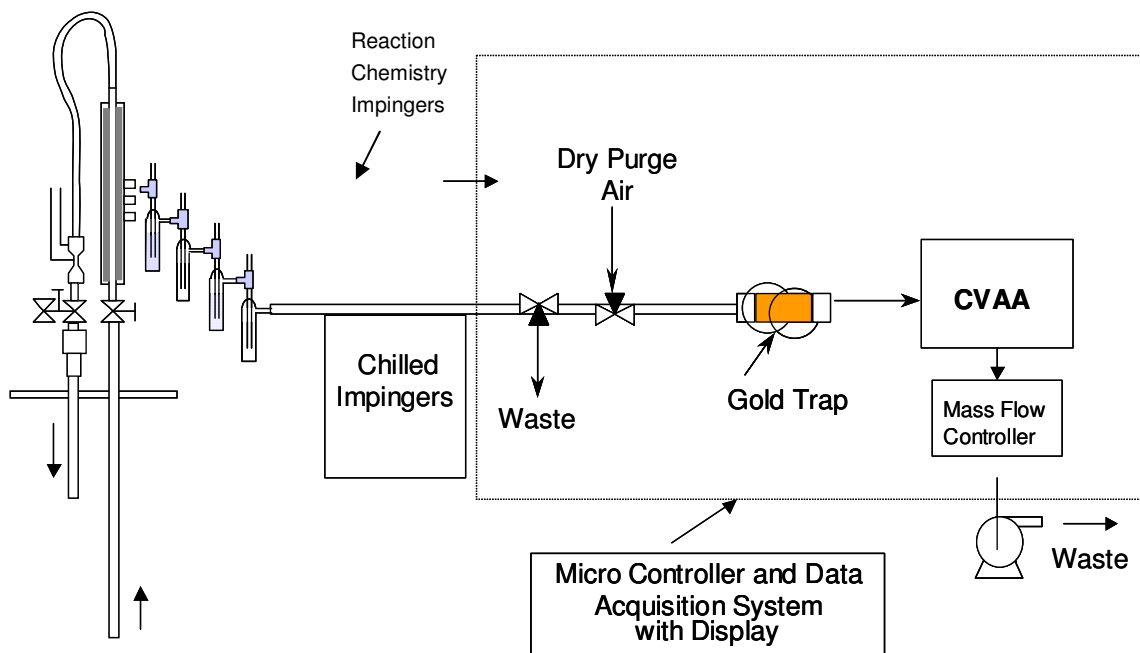 Reaction
Chemistry
Impingers
Dry Purge
Air
CVAA
Chilled
Impingers
Waste
Gold Trap
Mass Flow
Controller
Waste
Micro Controller and Data
Acquisition System
with Display